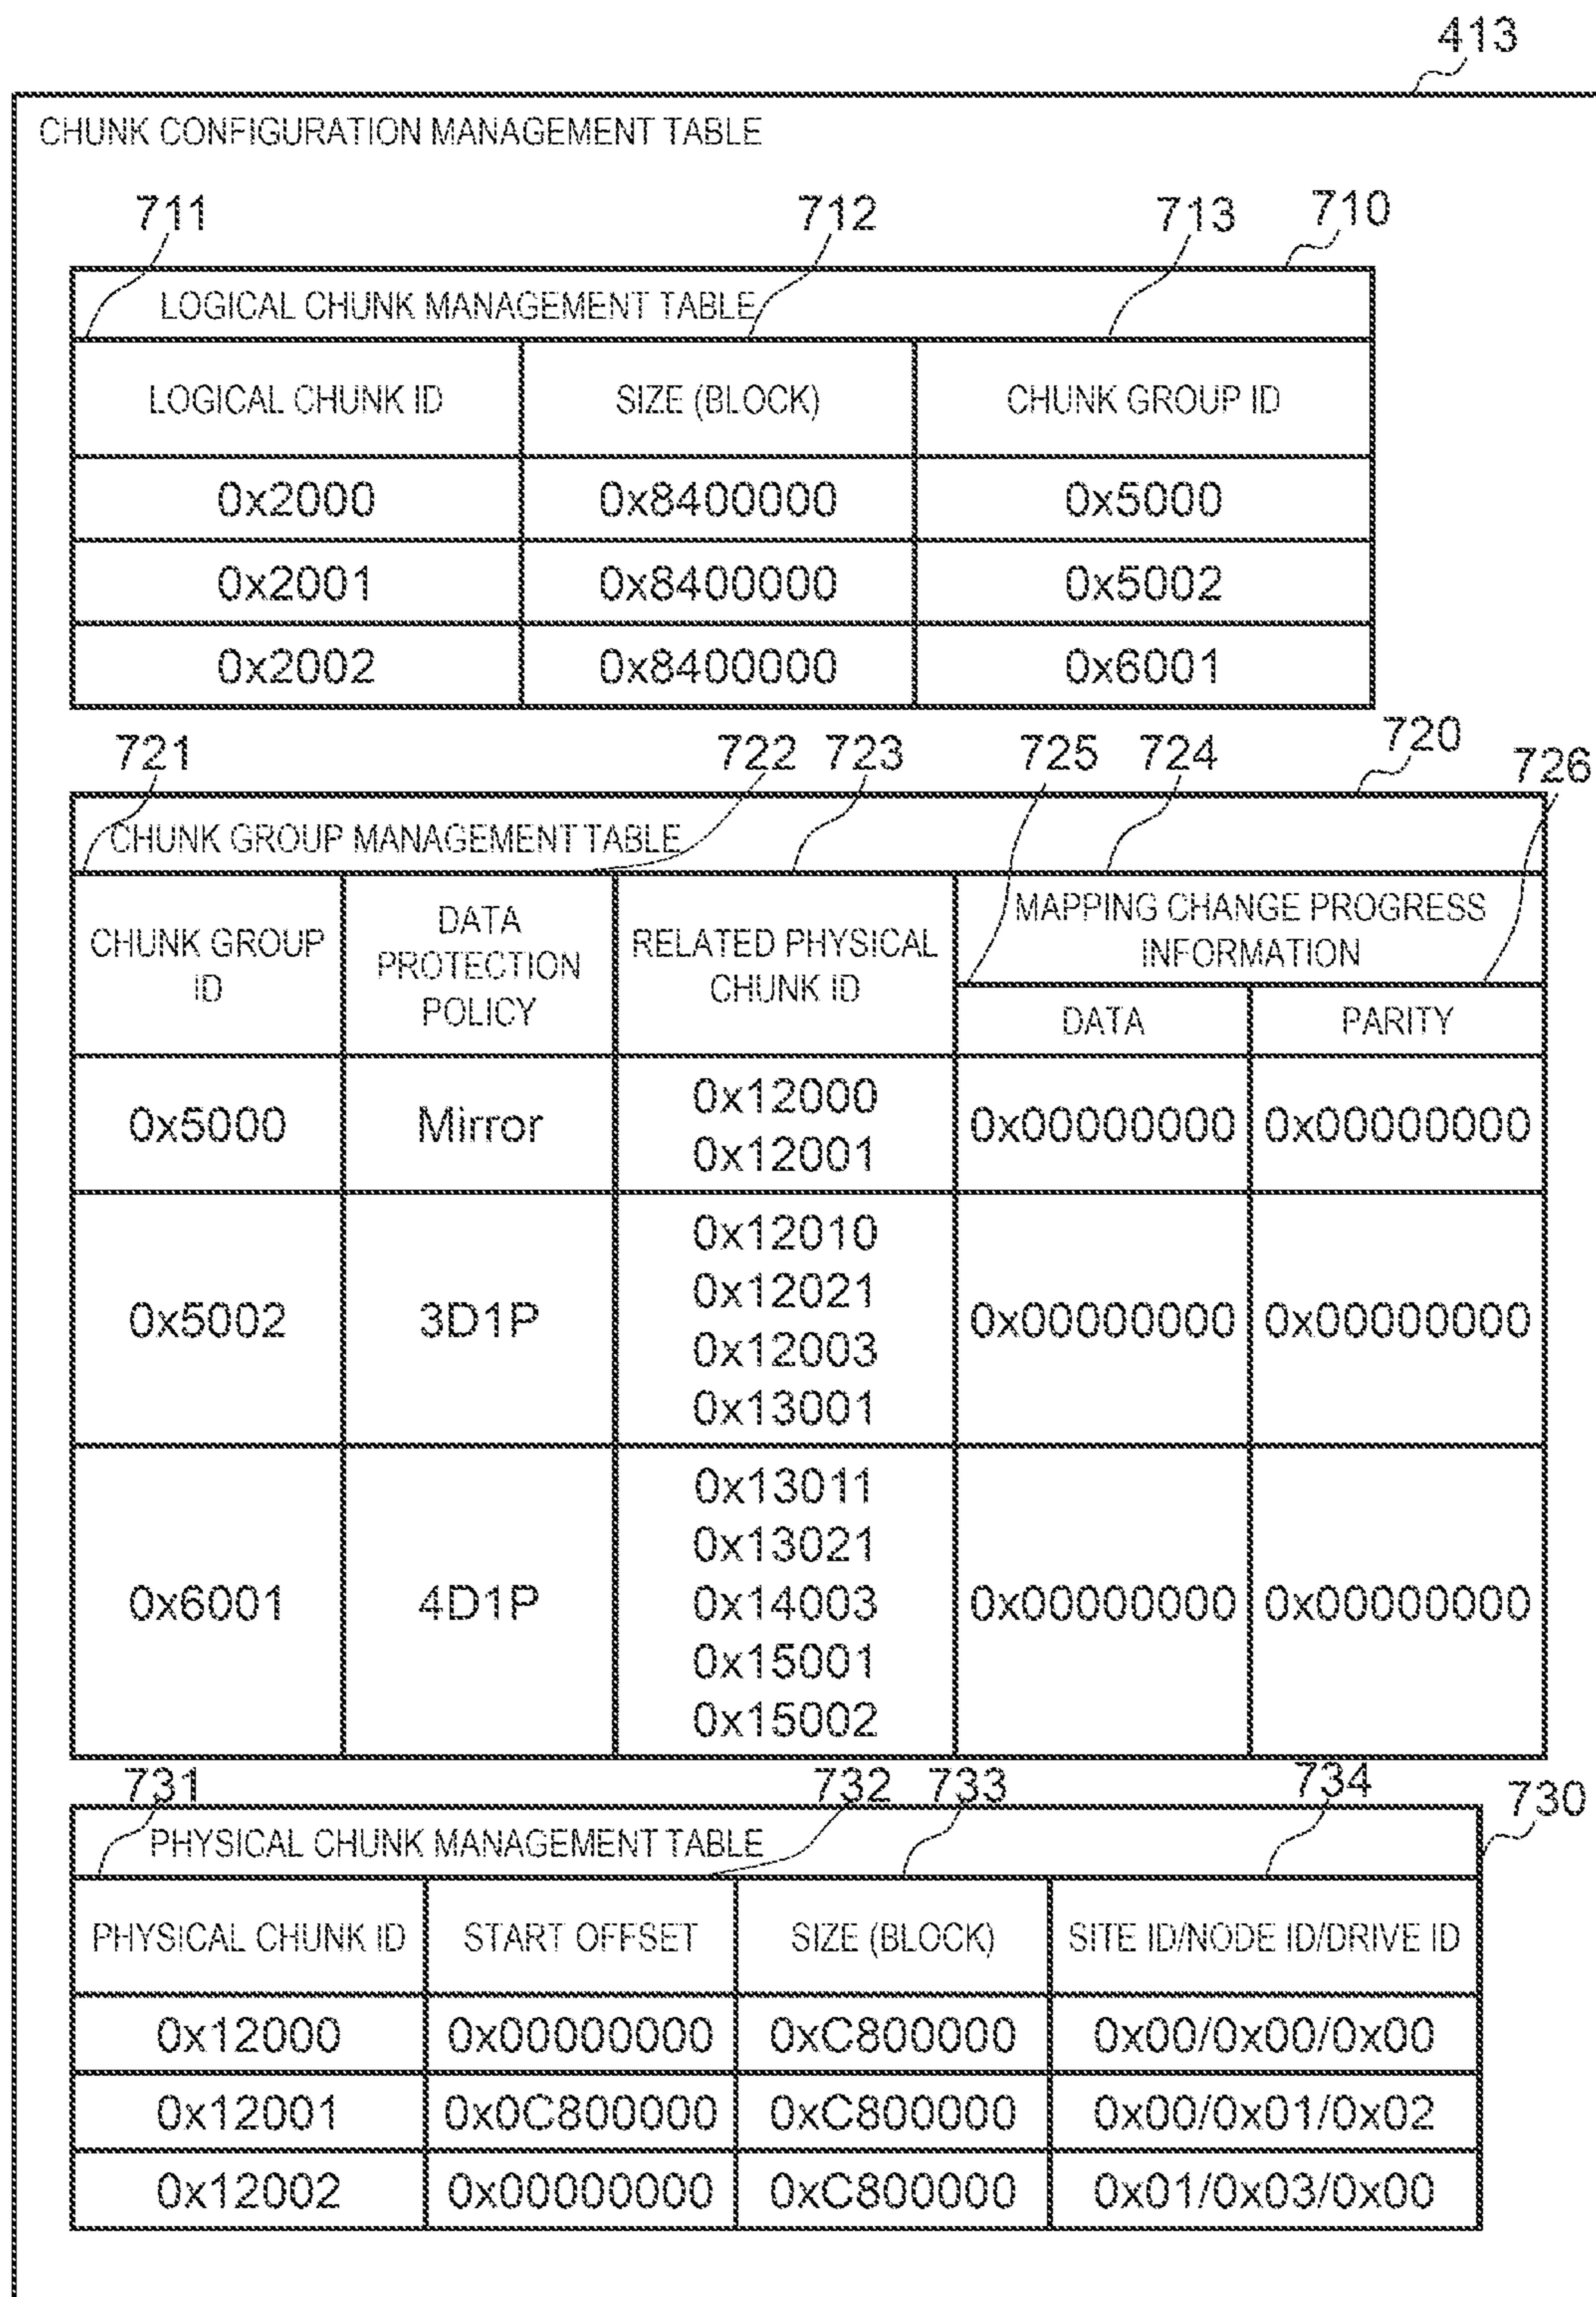 413
CHUNK CONFIGURATION MANAGEMENT TABLE
711 712 713 710
LOGICAL CHUNK MANAGEMENT TABLE
LOGICAL CHUNK ID SIZE (BLOCK) CHUNK GROUP ID
0x2000 0x8400000 0x5000
0x2001 0x8400000 0x5002
0x2002 0x8400000 0x6001
721 722 723 725 724 720 726
CHUNK GROUP MANAGEMENT TABLE
CHUNK GROUP
ID
DATA
PROTECTION
POLICY
RELATED PHYSICAL
CHUNK ID
MAPPING CHANGE PROGRESS
INFORMATION
DATA PARITY
0x5000 Mirror
0x12000
0x12001
0x00000000 0x00000000
0x5002 3D1P
0x12010
0x12021
0x12003
0x13001
0x00000000 0x00000000
0x6001 4D1P
0x13011
0x13021
0x14003
0x15001
0x15002
0x00000000 0x00000000
731 732 733 734 730
PHYSICAL CHUNK MANAGEMENT TABLE
PHYSICAL CHUNK ID START OFFSET SIZE (BLOCK) SITE ID/NODE ID/DRIVE ID
0x12000 0x00000000 0xC800000 0x00/0x00/0x00
0x12001 0x0C800000 0xC800000 0x00/0x01/0x02
0x12002 0x00000000 0xC800000 0x01/0x03/0x00